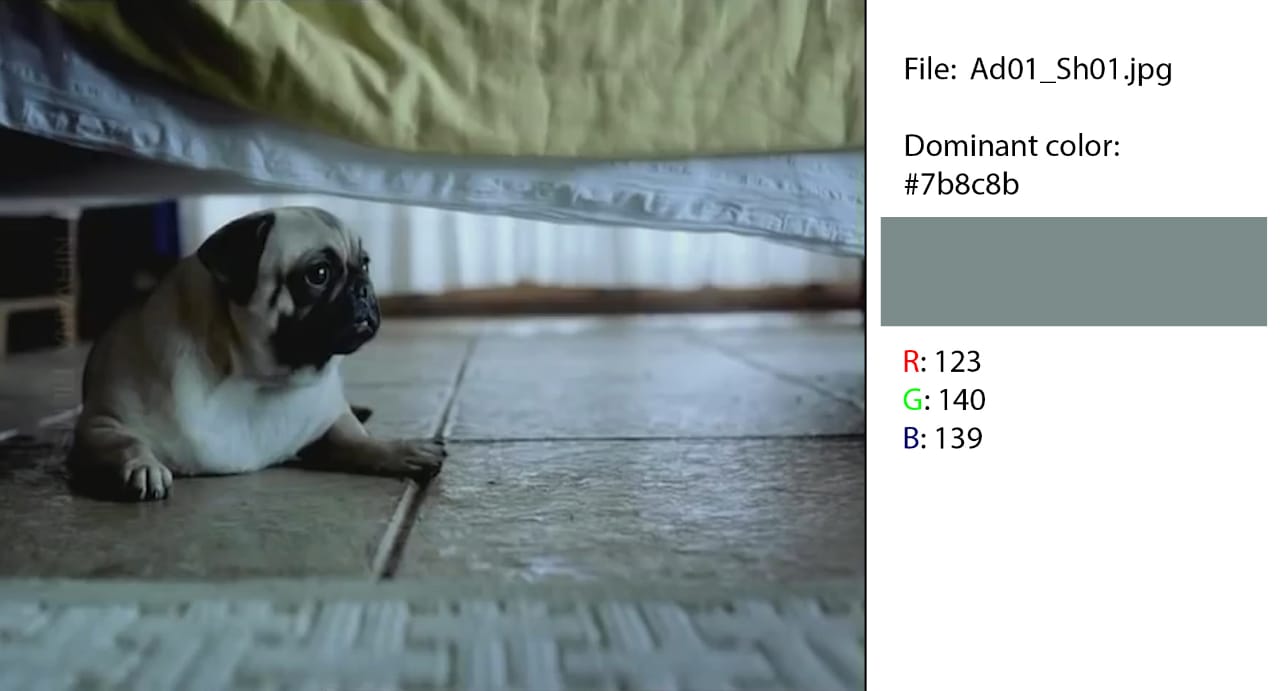 File: Ad01_Sh01.jpg
Dominant color:
#7b8c8b
R: 123
G: 140
B: 139